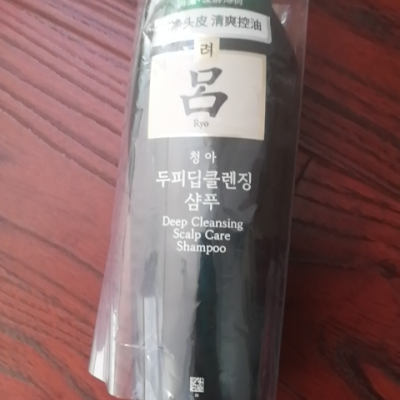 头皮 清爽控油
려
呂
Ryo
청아
두피딥클렌징
샴푸
Deep Cleansing
Scalp Care
Shampoo